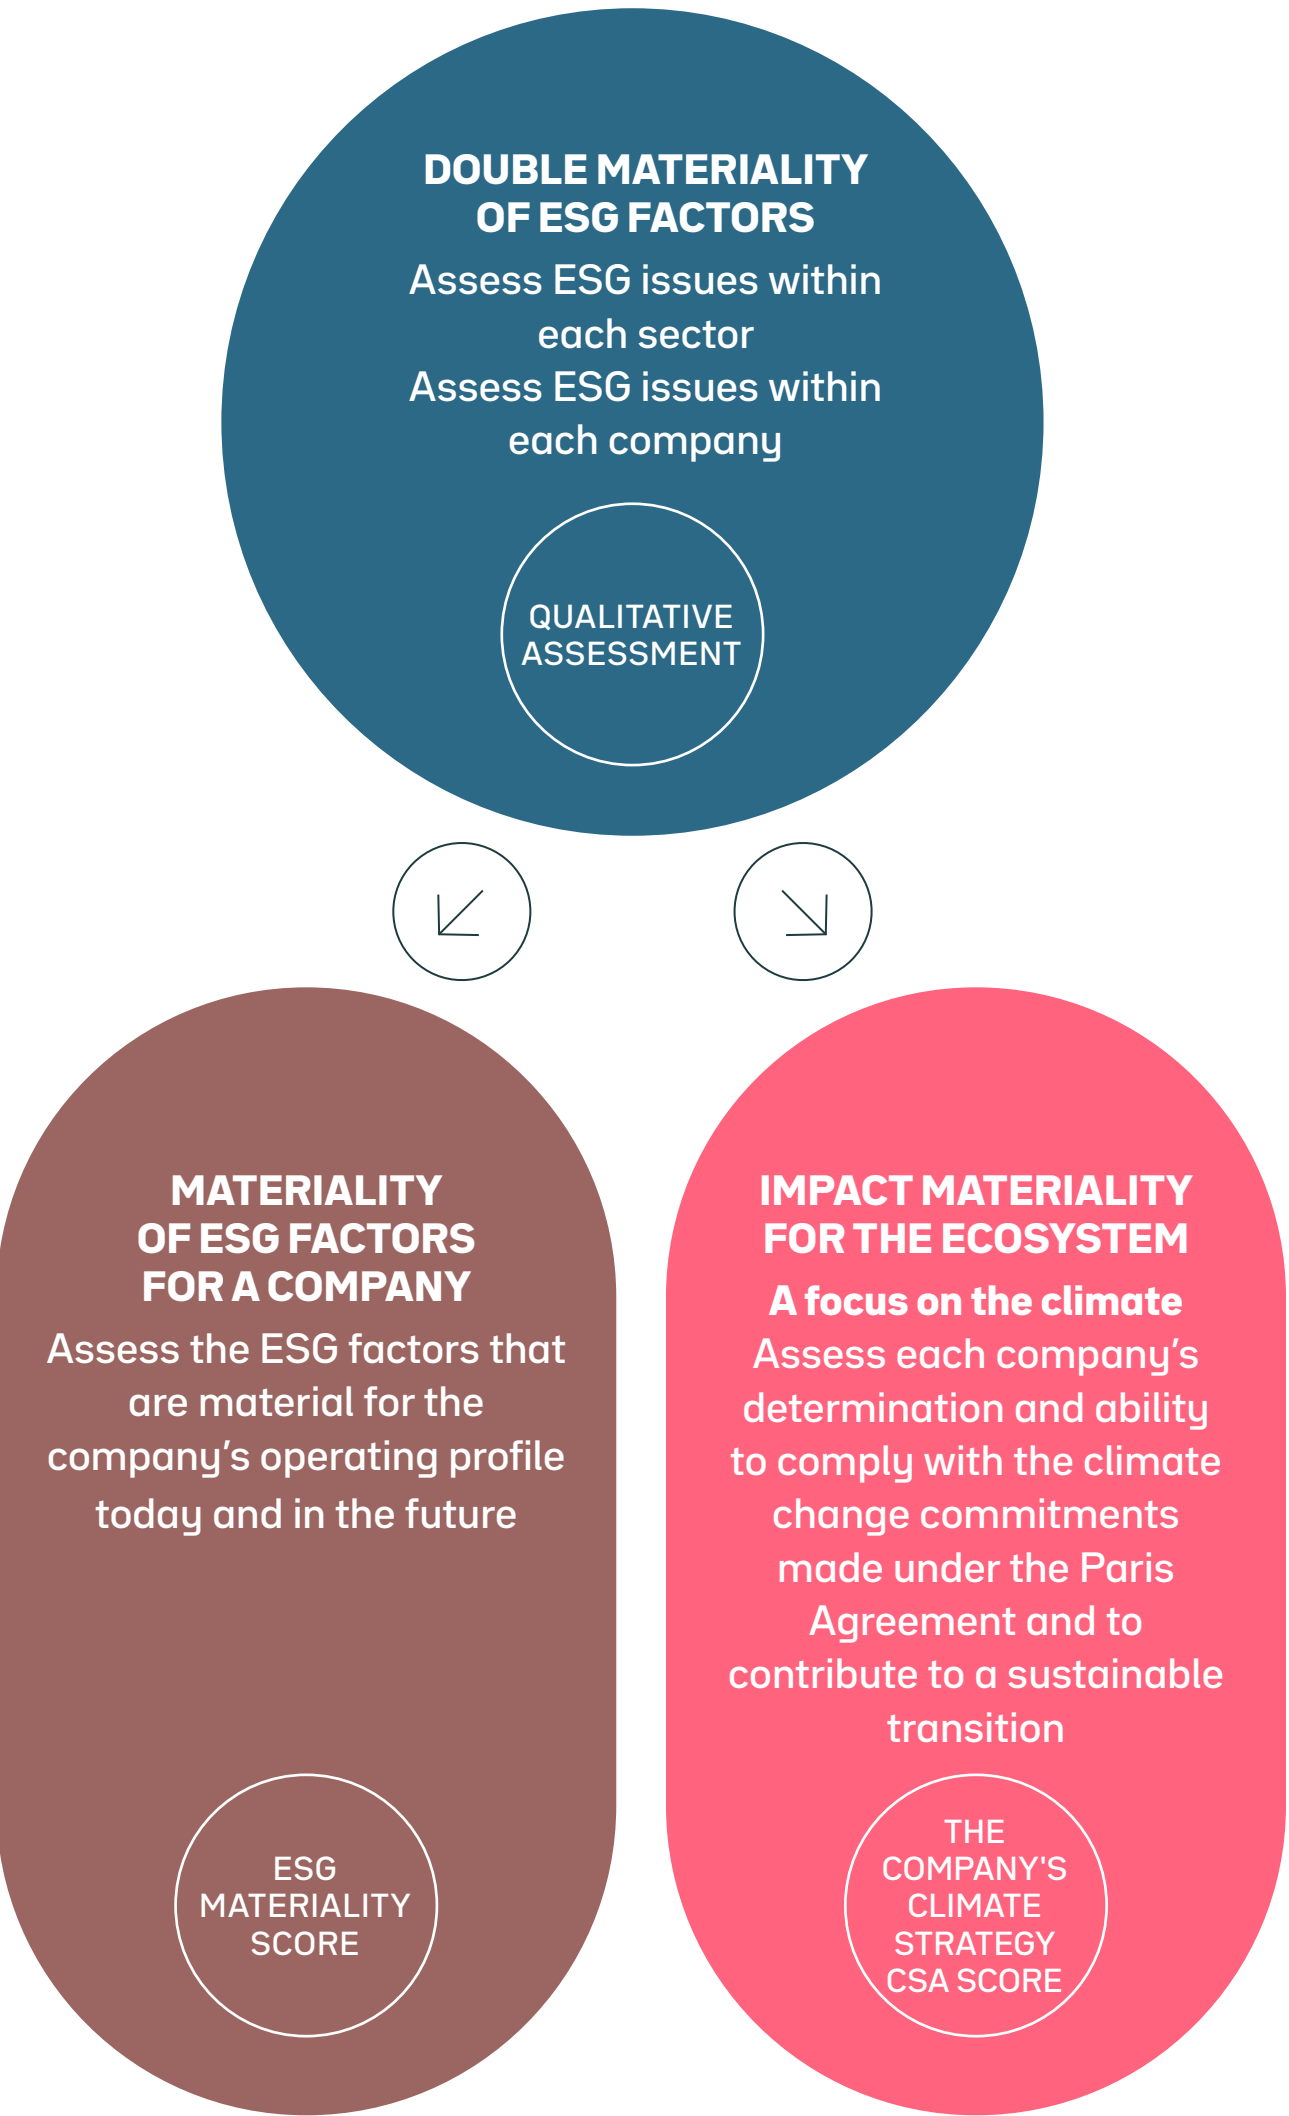 DOUBLE MATERIALITY
OF ESG FACTORS
Assess ESG issues within
each sector
Assess ESG issues within
each company
QUALITATIVE
ASSESSMENT
MATERIALITY
OF ESG FACTORS
FOR A COMPANY
Assess the ESG factors that
are material for the
company's operating profile
today and in the future
ESG
MATERIALITY
SCORE
IMPACT MATERIALITY
FOR THE ECOSYSTEM
A focus on the climate
Assess each company's
determination and ability
to comply with the climate
change commitments
made under the Paris
Agreement and to
contribute to a sustainable
transition
THE
COMPANY'S
CLIMATE
STRATEGY
CSA SCORE